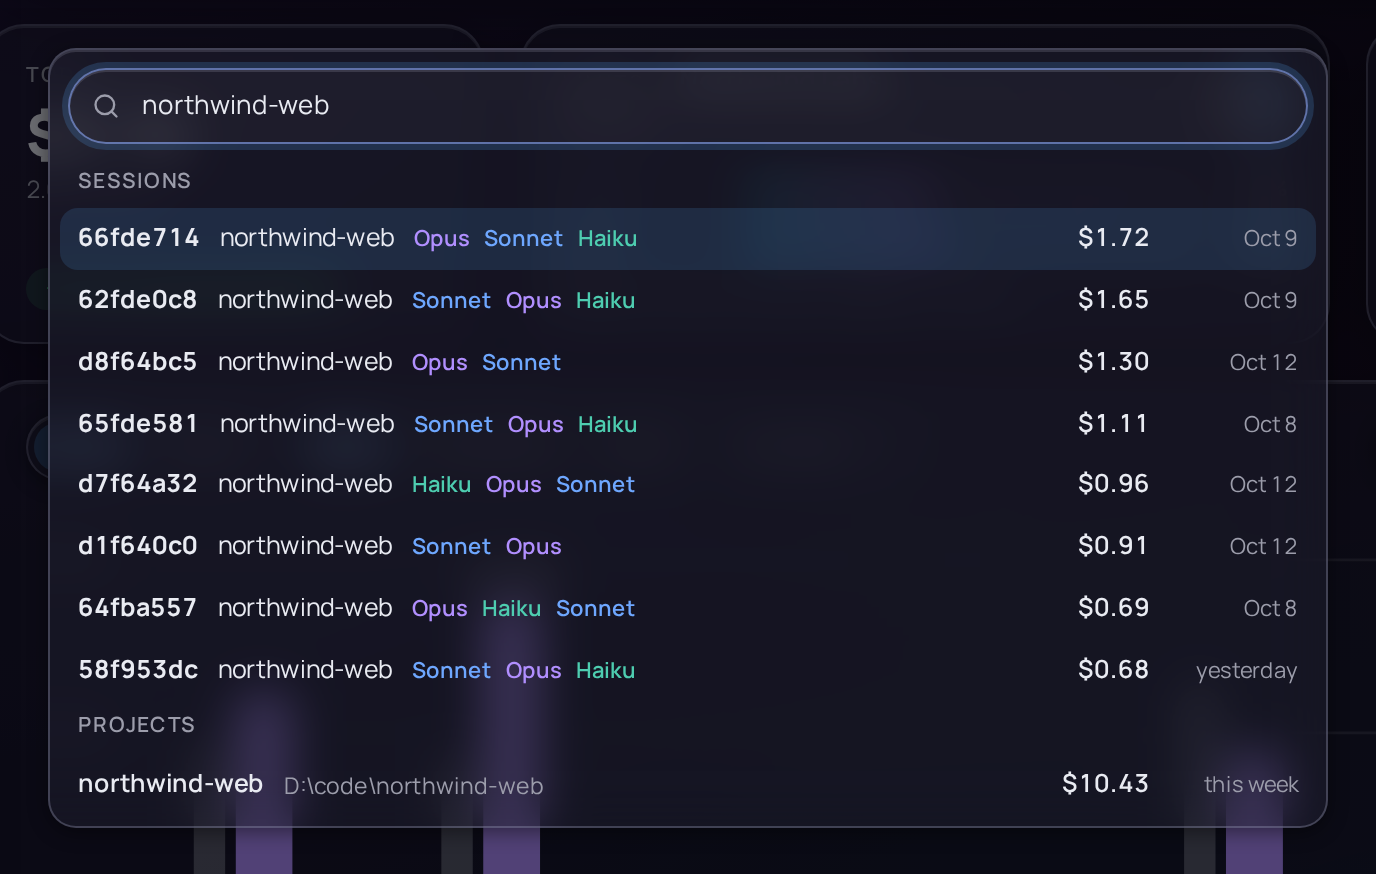 northwind-web
SESSIONS
66fde714 northwind-web Opus Sonnet Haiku $1.72 Oct 9
62fde0c8 northwind-web Sonnet Opus Haiku $1.65 Oct 9
d8f64bc5 northwind-web Opus Sonnet $1.30 Oct 12
65fde581 northwind-web Sonnet Opus Haiku $1.11 Oct 8
d7f64a32 northwind-web Haiku Opus Sonnet $0.96 Oct 12
d1f640c0 northwind-web Sonnet Opus $0.91 Oct 12
64fba557 northwind-web Opus Haiku Sonnet $0.69 Oct 8
58f953dc northwind-web Sonnet Opus Haiku $0.68 yesterday
PROJECTS
northwind-web D:\code\northwind-web $10.43 this week